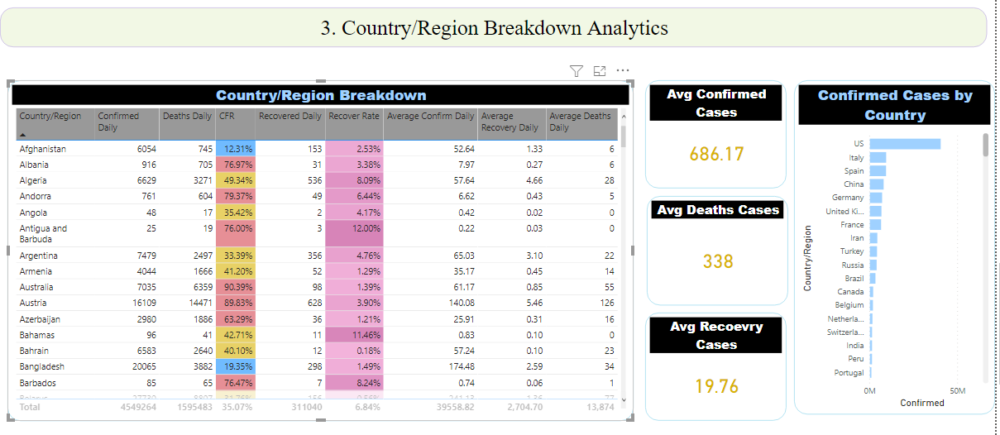 3. Country/Region Breakdown Analytics
Country/Region Breakdown
Country/Region Confirmed Daily Deaths Daily CFR Recovered Daily Recover Rate Average Confirm Daily Average Recovery Daily Average Deaths Daily
Afghanistan 6054 745 12.31% 153 2.53% 52.64 1.33 6
Albania 916 705 76.97% 31 3.38% 7.97 0.27 6
Algeria 6629 3271 49.34% 536 8.09% 57.64 4.66 28
Andorra 761 604 79.37% 49 6.44% 6.62 0.43 5
Angola 48 17 35.42% 2 4.17% 0.42 0.02 0
Antigua and Barbuda 25 19 76.00% 3 12.00% 0.22 0.03 0
Argentina 7479 2497 33.39% 356 4.76% 65.03 3.10 22
Armenia 4044 1666 41.20% 52 1.29% 35.17 0.45 14
Australia 7035 6359 90.39% 98 1.39% 61.17 0.85 55
Austria 16109 14471 89.83% 628 3.90% 140.08 5.46 126
Azerbaijan 2980 1886 63.29% 36 1.21% 25.91 0.31 16
Bahamas 96 41 42.71% 11 11.46% 0.83 0.10 0
Bahrain 6583 2640 40.10% 12 0.18% 57.24 0.10 23
Bangladesh 20065 3882 19.35% 298 1.49% 174.48 2.59 34
Barbados 85 65 76.47% 7 8.24% 0.74 0.06 1
Total 4549264 1595483 35.07% 311040 6.84% 39558.82 2,704.70 13,874
Avg Confirmed
Cases
686.17
Avg Deaths Cases
338
Avg Recoevry
Cases
19.76
Confirmed Cases by
Country
Country/Region
US
Italy
Spain
China
Germany
United Ki...
France
Iran
Turkey
Russia
Brazil
Canada
Belgium
Netherla...
Switzerla...
India
Peru
Portugal
0M 50M
Confirmed